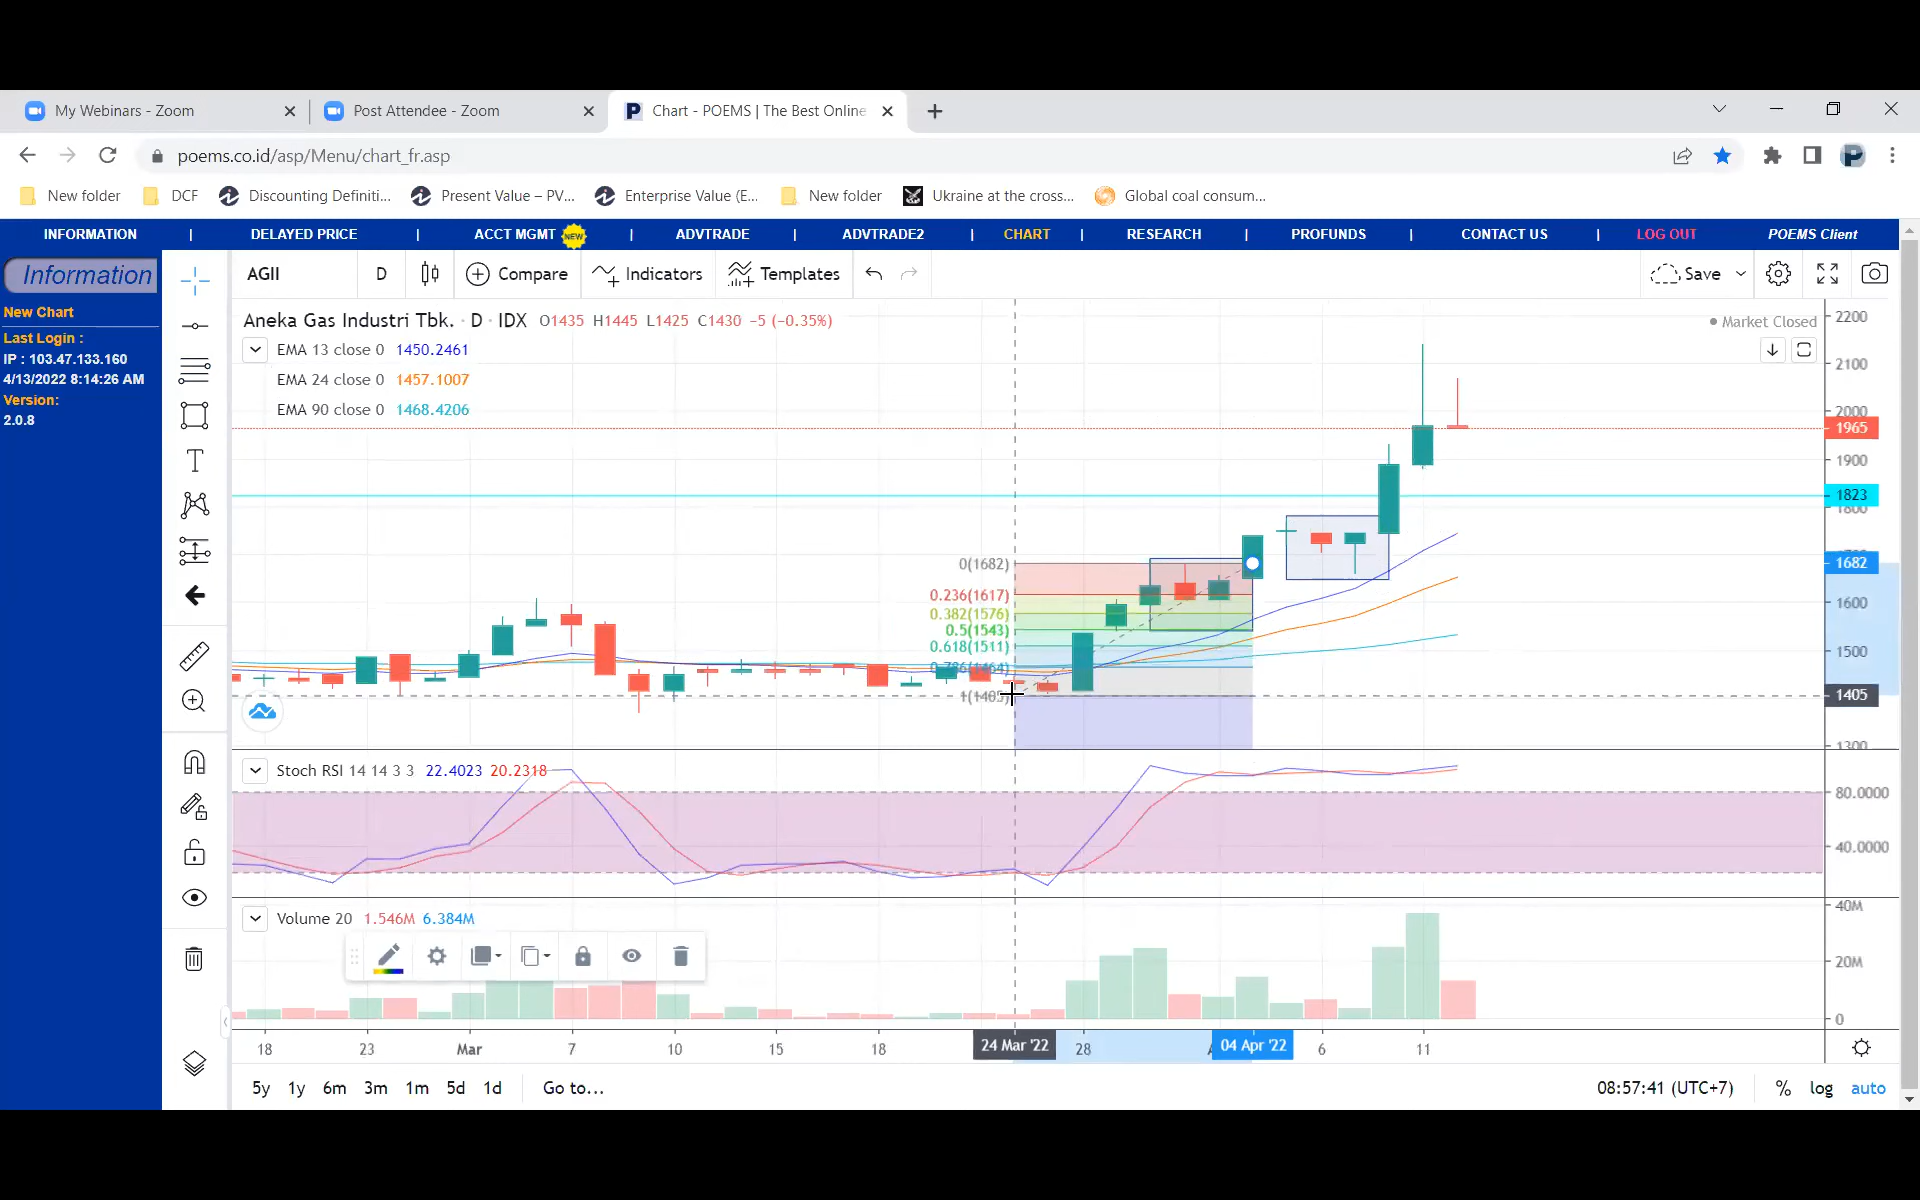 My Webinars - Zoom
Post Attendee - Zoom
Chart - POEMS | The Best Online
poems.co.id/asp/Menu/chart_fr.asp
New folder
DCF
Discounting Definiti...
Present Value – PV...
Enterprise Value (E...
New folder
Ukraine at the cross...
Global coal consum...
INFORMATION | DELAYED PRICE | ACCT MGMT NEW | ADVTRADE | ADVTRADE2 | CHART | RESEARCH | PROFUNDS | CONTACT US | LOG OUT POEMS Client
Information
New Chart
Last Login :
IP : 103.47.133.160
4/13/2022 8:14:26 AM
Version:
2.0.8
AGII D Compare Indicators Templates Save
Aneka Gas Industri Tbk. · D · IDX O1435 H1445 L1425 C1430 −5 (−0.35%)
Market Closed
EMA 13 close 0 1450.2461
EMA 24 close 0 1457.1007
EMA 90 close 0 1468.4206
2200
2100
2000
1965
1900
1823
1800
1682
1600
1500
1405
1300
0(1682)
0.236(1617)
0.382(1576)
0.5(1543)
0.618(1511)
0.786(1464)
1(1405)
Stoch RSI 14 14 3 3 22.4023 20.2318
80.0000
40.0000
Volume 20 1.546M 6.384M
40M
20M
0
18 23 Mar 7 10 15 18 24 Mar '22 28 04 Apr '22 6 11
5y 1y 6m 3m 1m 5d 1d Go to...
08:57:41 (UTC+7) % log auto